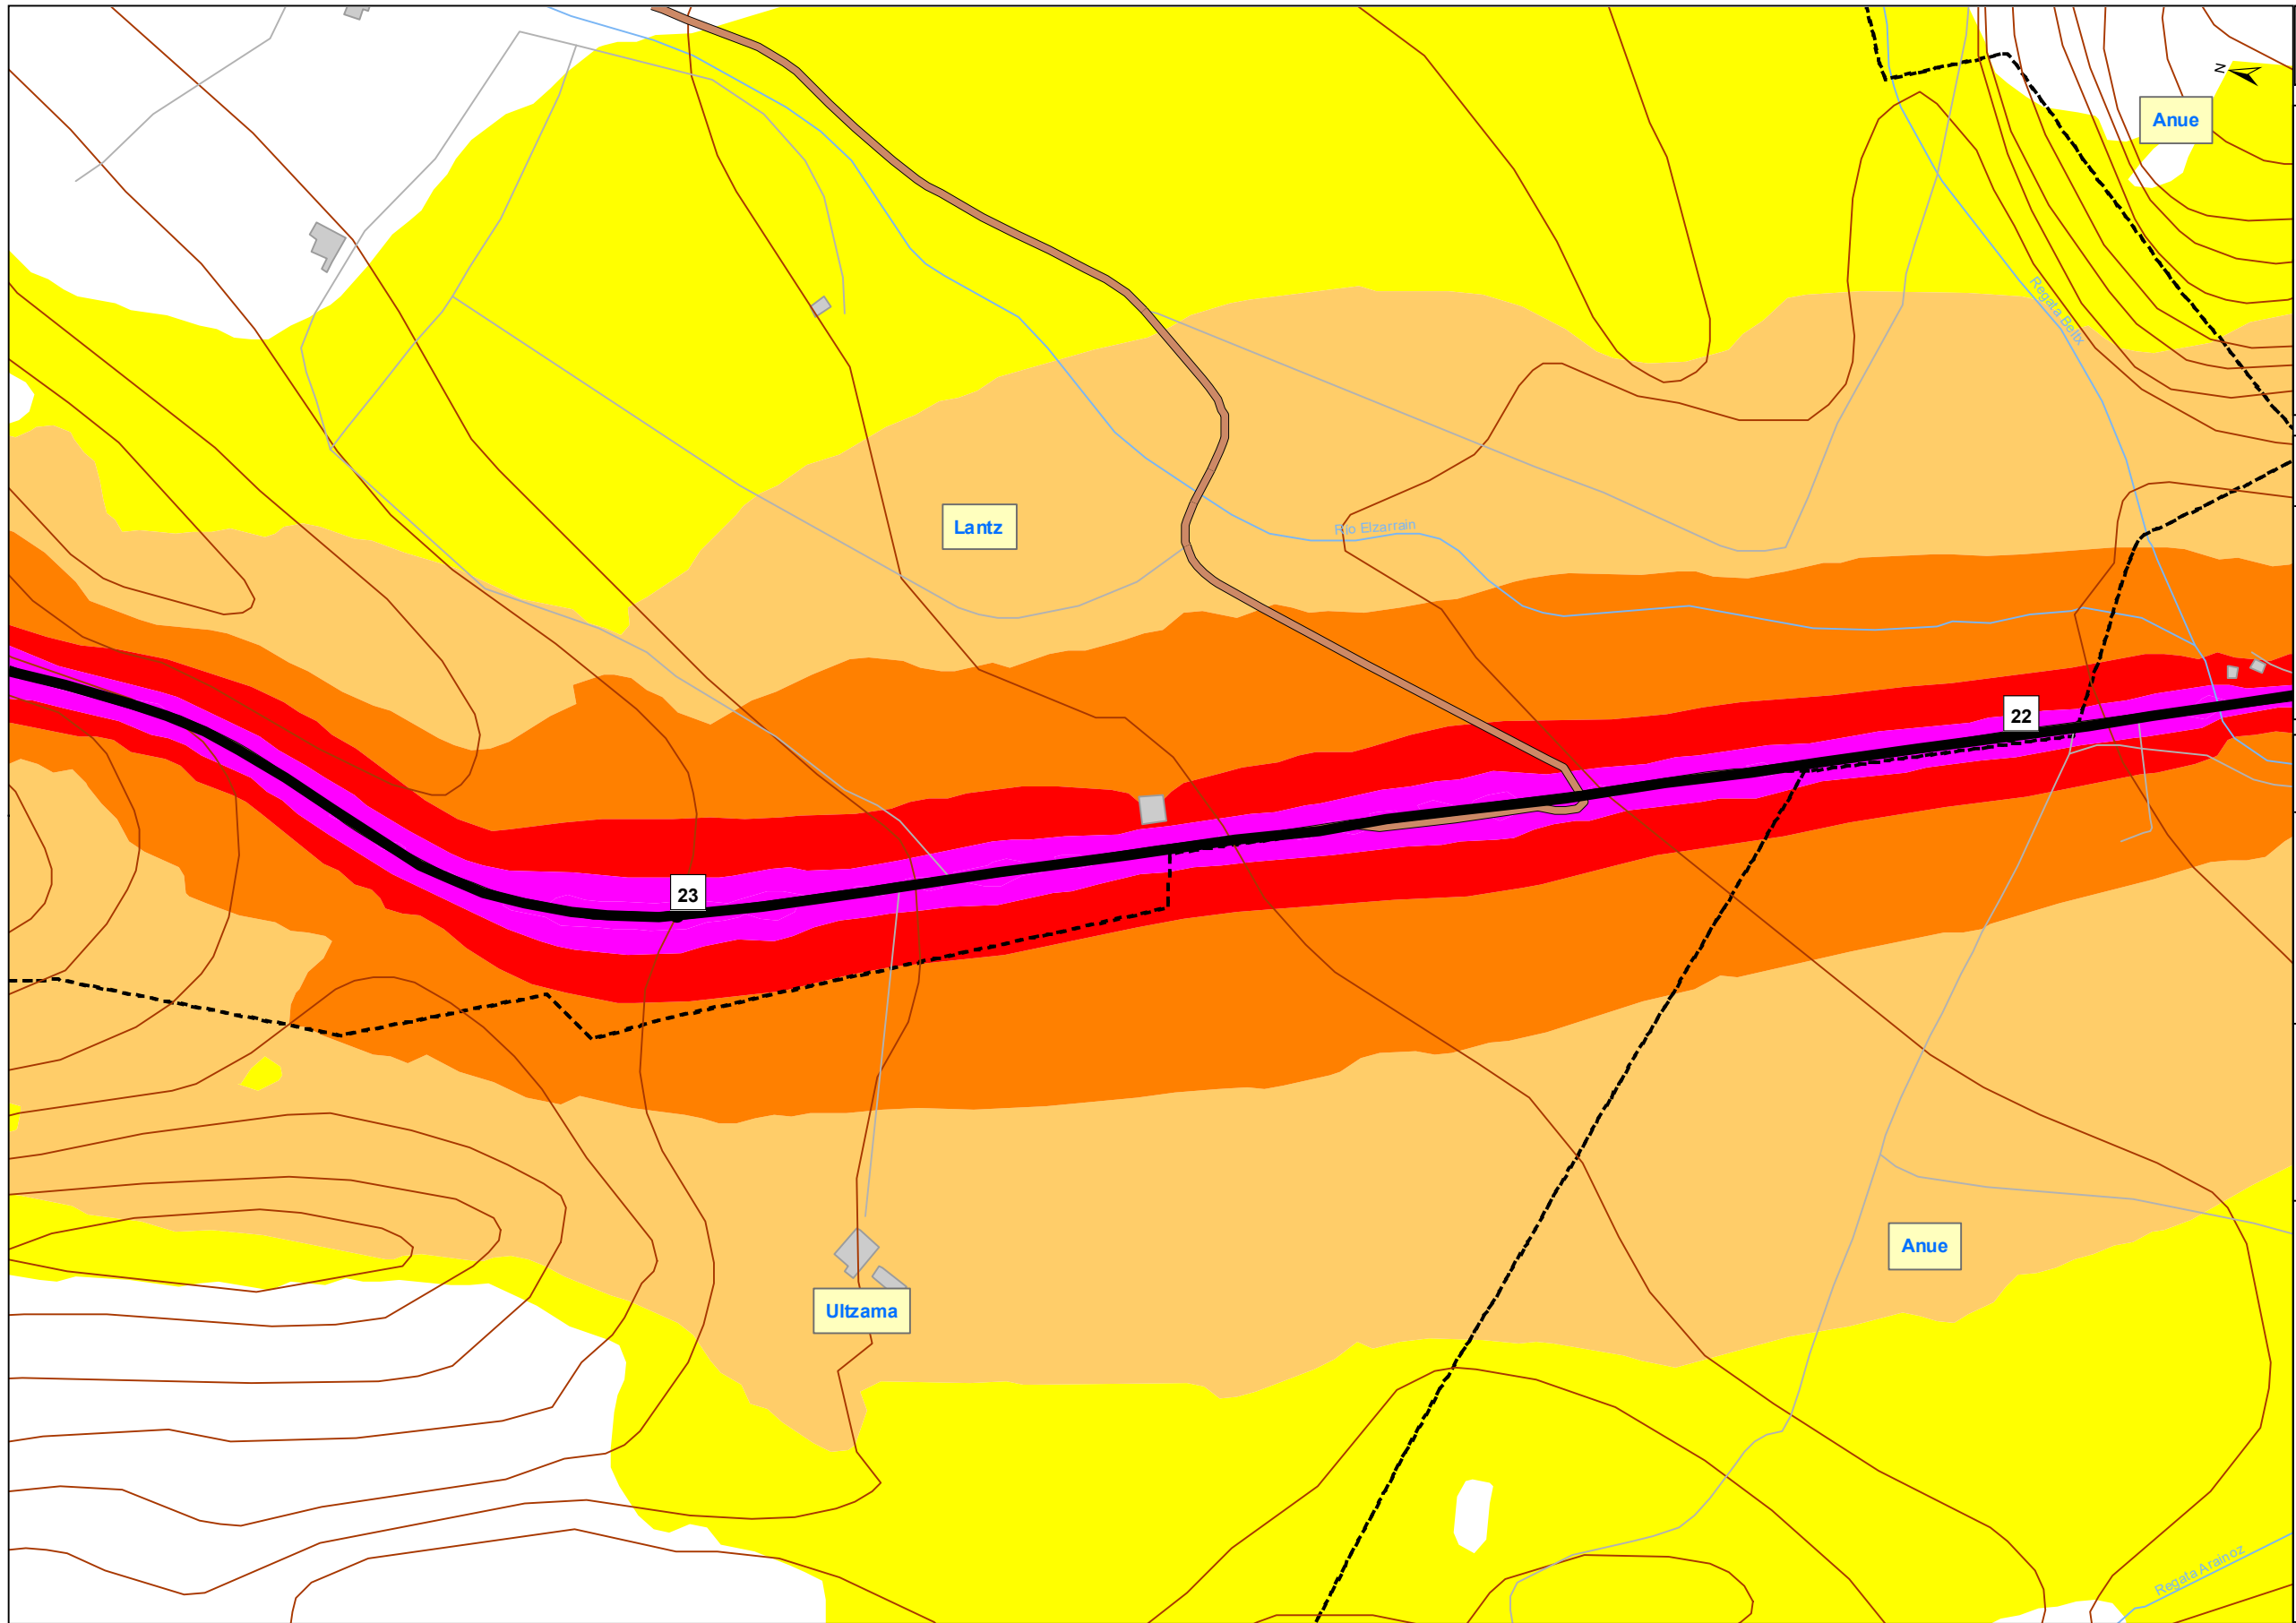 N
Anue
Regata Beltx
Lantz
Río Elzarrain
22
23
Anue
Ultzama
Regata Arainoz